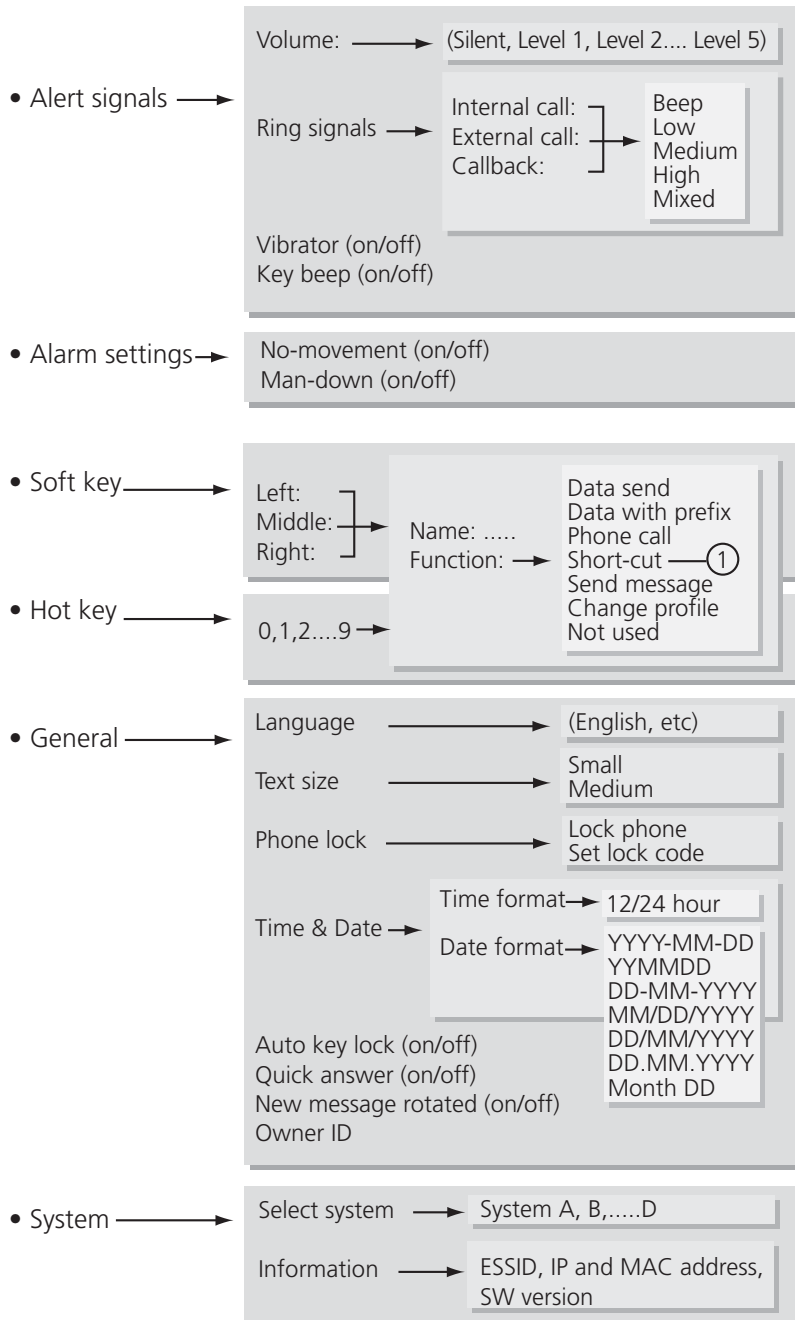 Volume: (Silent, Level 1, Level 2.... Level 5)
• Alert signals
Ring signals
Internal call:
External call:
Callback:
Beep
Low
Medium
High
Mixed
Vibrator (on/off)
Key beep (on/off)
• Alarm settings
No-movement (on/off)
Man-down (on/off)
• Soft key
Left:
Middle:
Right:
Name: .....
Function:
Data send
Data with prefix
Phone call
Short-cut 1
Send message
Change profile
Not used
• Hot key
0,1,2....9
• General
Language (English, etc)
Text size
Small
Medium
Phone lock
Lock phone
Set lock code
Time & Date
Time format 12/24 hour
Date format
YYYY-MM-DD
YYMMDD
DD-MM-YYYY
MM/DD/YYYY
DD/MM/YYYY
DD.MM.YYYY
Month DD
Auto key lock (on/off)
Quick answer (on/off)
New message rotated (on/off)
Owner ID
• System
Select system System A, B,.....D
Information
ESSID, IP and MAC address,
SW version